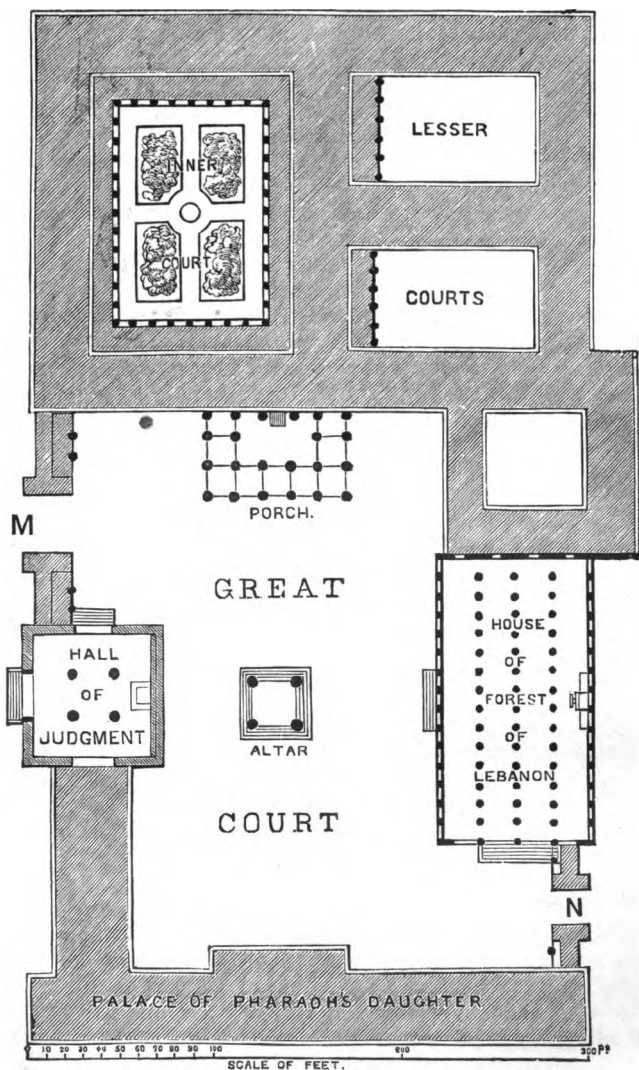 LESSER
INNER
COURT
COURTS
PORCH.
M
GREAT
HALL
OF
JUDGMENT
HOUSE
OF
FOREST
OF
LEBANON
ALTAR
COURT
N
PALACE OF PHARAOH'S DAUGHTER
0 10 20 30 40 50 60 70 80 90 100 200 300 Ft
SCALE OF FEET.